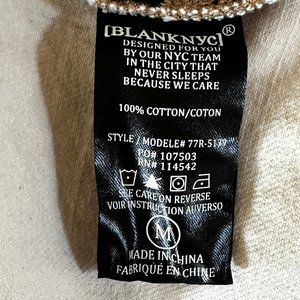 [BLANKNYC]®
DESIGNED FOR YOU
BY OUR NYC TEAM
IN THE CITY THAT
NEVER SLEEPS
BECAUSE WE CARE
100% COTTON/COTON
STYLE / MODELE# 77R-5139
PO# 107503
RN# 114542
SEE CARE ON REVERSE
VOIR INSTRUCTION AUVERSO
M
MADE IN CHINA
FABRIQUÉ EN CHINE